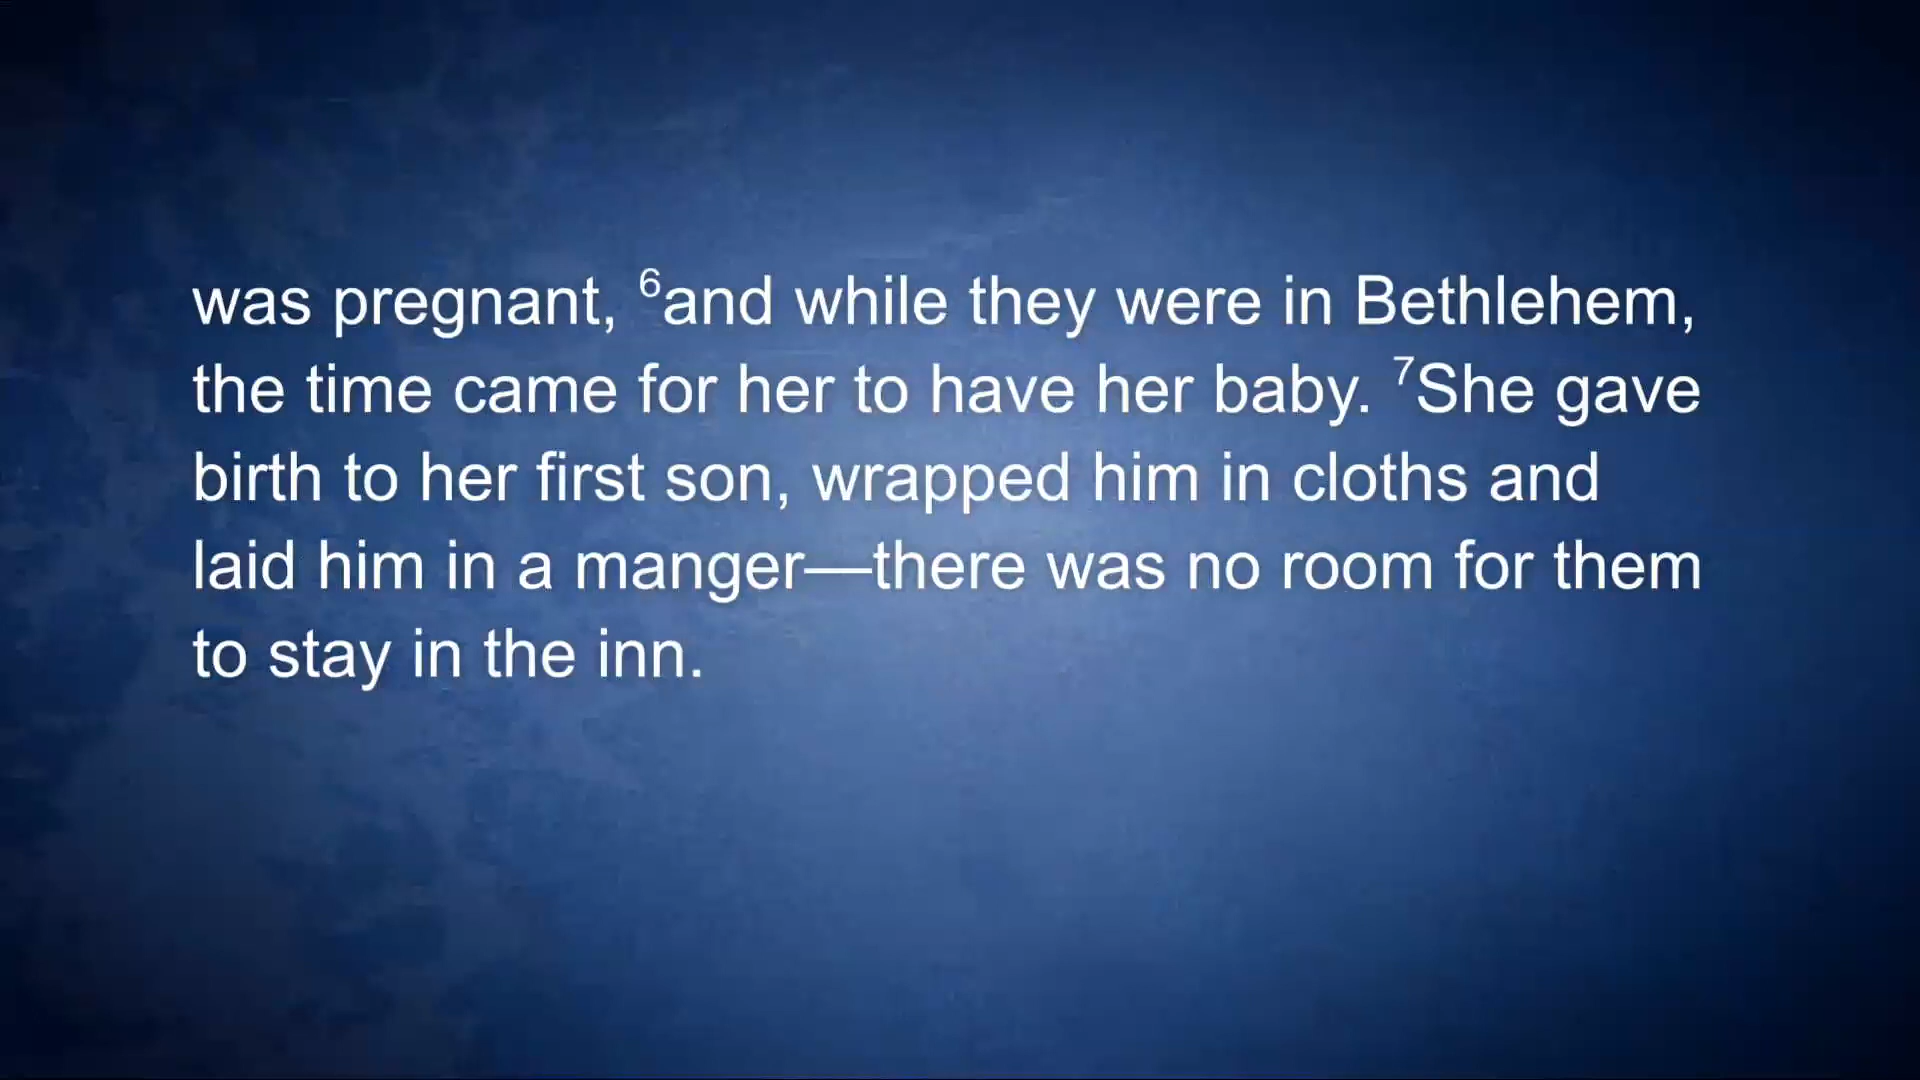 was pregnant, ⁶and while they were in Bethlehem,
the time came for her to have her baby. ⁷She gave
birth to her first son, wrapped him in cloths and
laid him in a manger—there was no room for them
to stay in the inn.